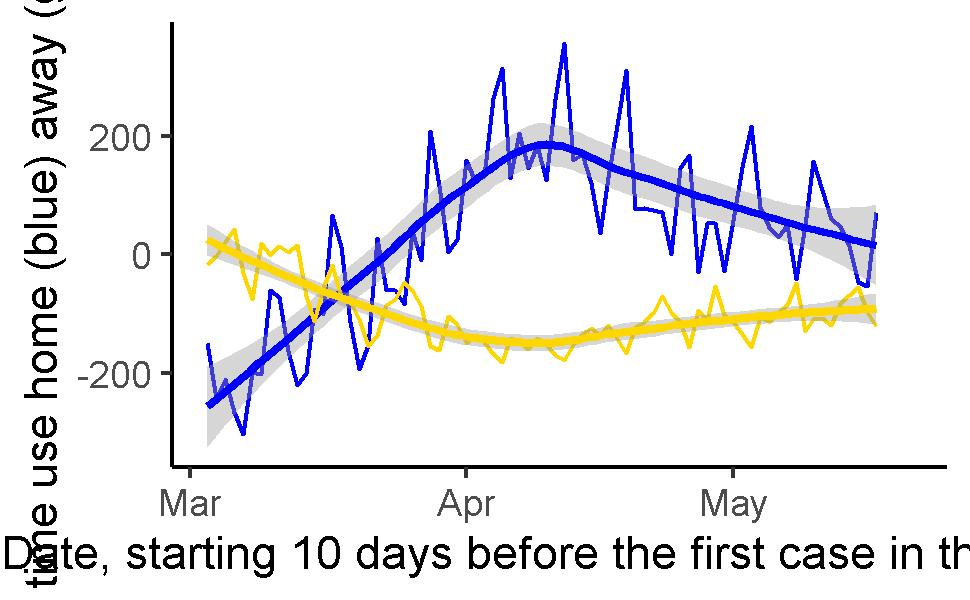 time use home (blue) away (
200
0
-200
Mar Apr May
Date, starting 10 days before the first case in th